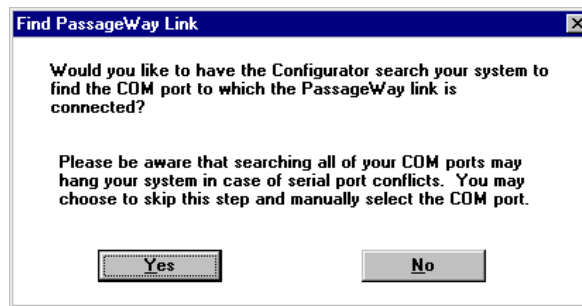 Find PassageWay Link
Would you like to have the Configurator search your system to
find the COM port to which the PassageWay link is
connected?
Please be aware that searching all of your COM ports may
hang your system in case of serial port conflicts. You may
choose to skip this step and manually select the COM port.
Yes
No